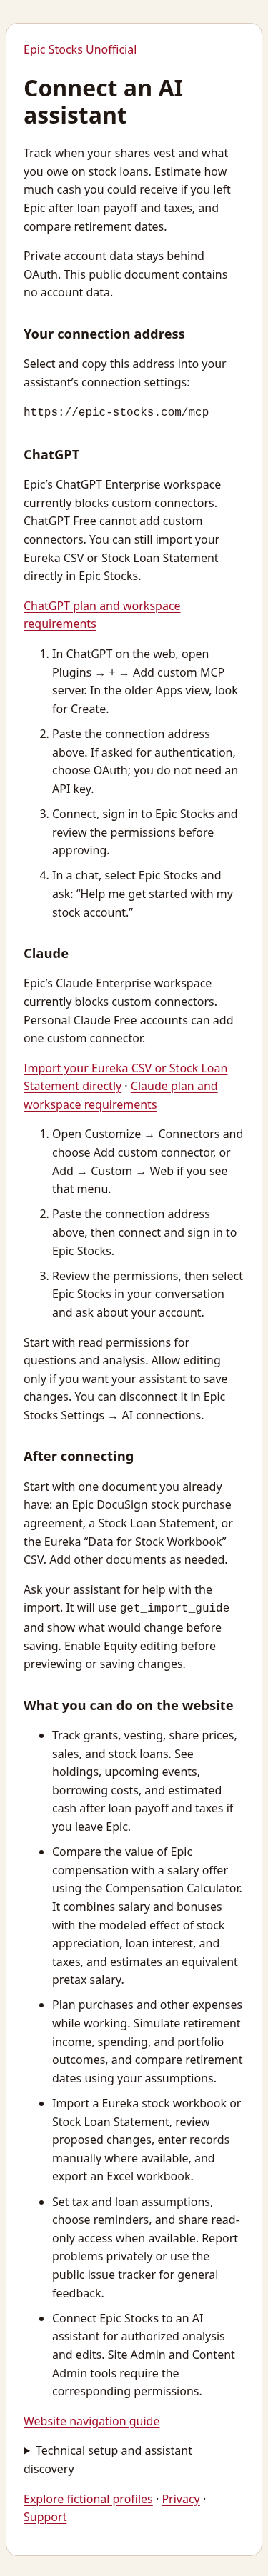 Epic Stocks Unofficial
Connect an AI
assistant
Track when your shares vest and what
you owe on stock loans. Estimate how
much cash you could receive if you left
Epic after loan payoff and taxes, and
compare retirement dates.
Private account data stays behind
OAuth. This public document contains
no account data.
Your connection address
Select and copy this address into your
assistant’s connection settings:
https://epic-stocks.com/mcp
ChatGPT
Epic’s ChatGPT Enterprise workspace
currently blocks custom connectors.
ChatGPT Free cannot add custom
connectors. You can still import your
Eureka CSV or Stock Loan Statement
directly in Epic Stocks.
ChatGPT plan and workspace
requirements
1. In ChatGPT on the web, open
Plugins → + → Add custom MCP
server. In the older Apps view, look
for Create.
2. Paste the connection address
above. If asked for authentication,
choose OAuth; you do not need an
API key.
3. Connect, sign in to Epic Stocks and
review the permissions before
approving.
4. In a chat, select Epic Stocks and
ask: “Help me get started with my
stock account.”
Claude
Epic’s Claude Enterprise workspace
currently blocks custom connectors.
Personal Claude Free accounts can add
one custom connector.
Import your Eureka CSV or Stock Loan
Statement directly · Claude plan and
workspace requirements
1. Open Customize → Connectors and
choose Add custom connector, or
Add → Custom → Web if you see
that menu.
2. Paste the connection address
above, then connect and sign in to
Epic Stocks.
3. Review the permissions, then select
Epic Stocks in your conversation
and ask about your account.
Start with read permissions for
questions and analysis. Allow editing
only if you want your assistant to save
changes. You can disconnect it in Epic
Stocks Settings → AI connections.
After connecting
Start with one document you already
have: an Epic DocuSign stock purchase
agreement, a Stock Loan Statement, or
the Eureka “Data for Stock Workbook”
CSV. Add other documents as needed.
Ask your assistant for help with the
import. It will use get_import_guide
and show what would change before
saving. Enable Equity editing before
previewing or saving changes.
What you can do on the website
• Track grants, vesting, share prices,
sales, and stock loans. See
holdings, upcoming events,
borrowing costs, and estimated
cash after loan payoff and taxes if
you leave Epic.
• Compare the value of Epic
compensation with a salary offer
using the Compensation Calculator.
It combines salary and bonuses
with the modeled effect of stock
appreciation, loan interest, and
taxes, and estimates an equivalent
pretax salary.
• Plan purchases and other expenses
while working. Simulate retirement
income, spending, and portfolio
outcomes, and compare retirement
dates using your assumptions.
• Import a Eureka stock workbook or
Stock Loan Statement, review
proposed changes, enter records
manually where available, and
export an Excel workbook.
• Set tax and loan assumptions,
choose reminders, and share read-
only access when available. Report
problems privately or use the
public issue tracker for general
feedback.
• Connect Epic Stocks to an AI
assistant for authorized analysis
and edits. Site Admin and Content
Admin tools require the
corresponding permissions.
Website navigation guide
▶ Technical setup and assistant
discovery
Explore fictional profiles · Privacy ·
Support